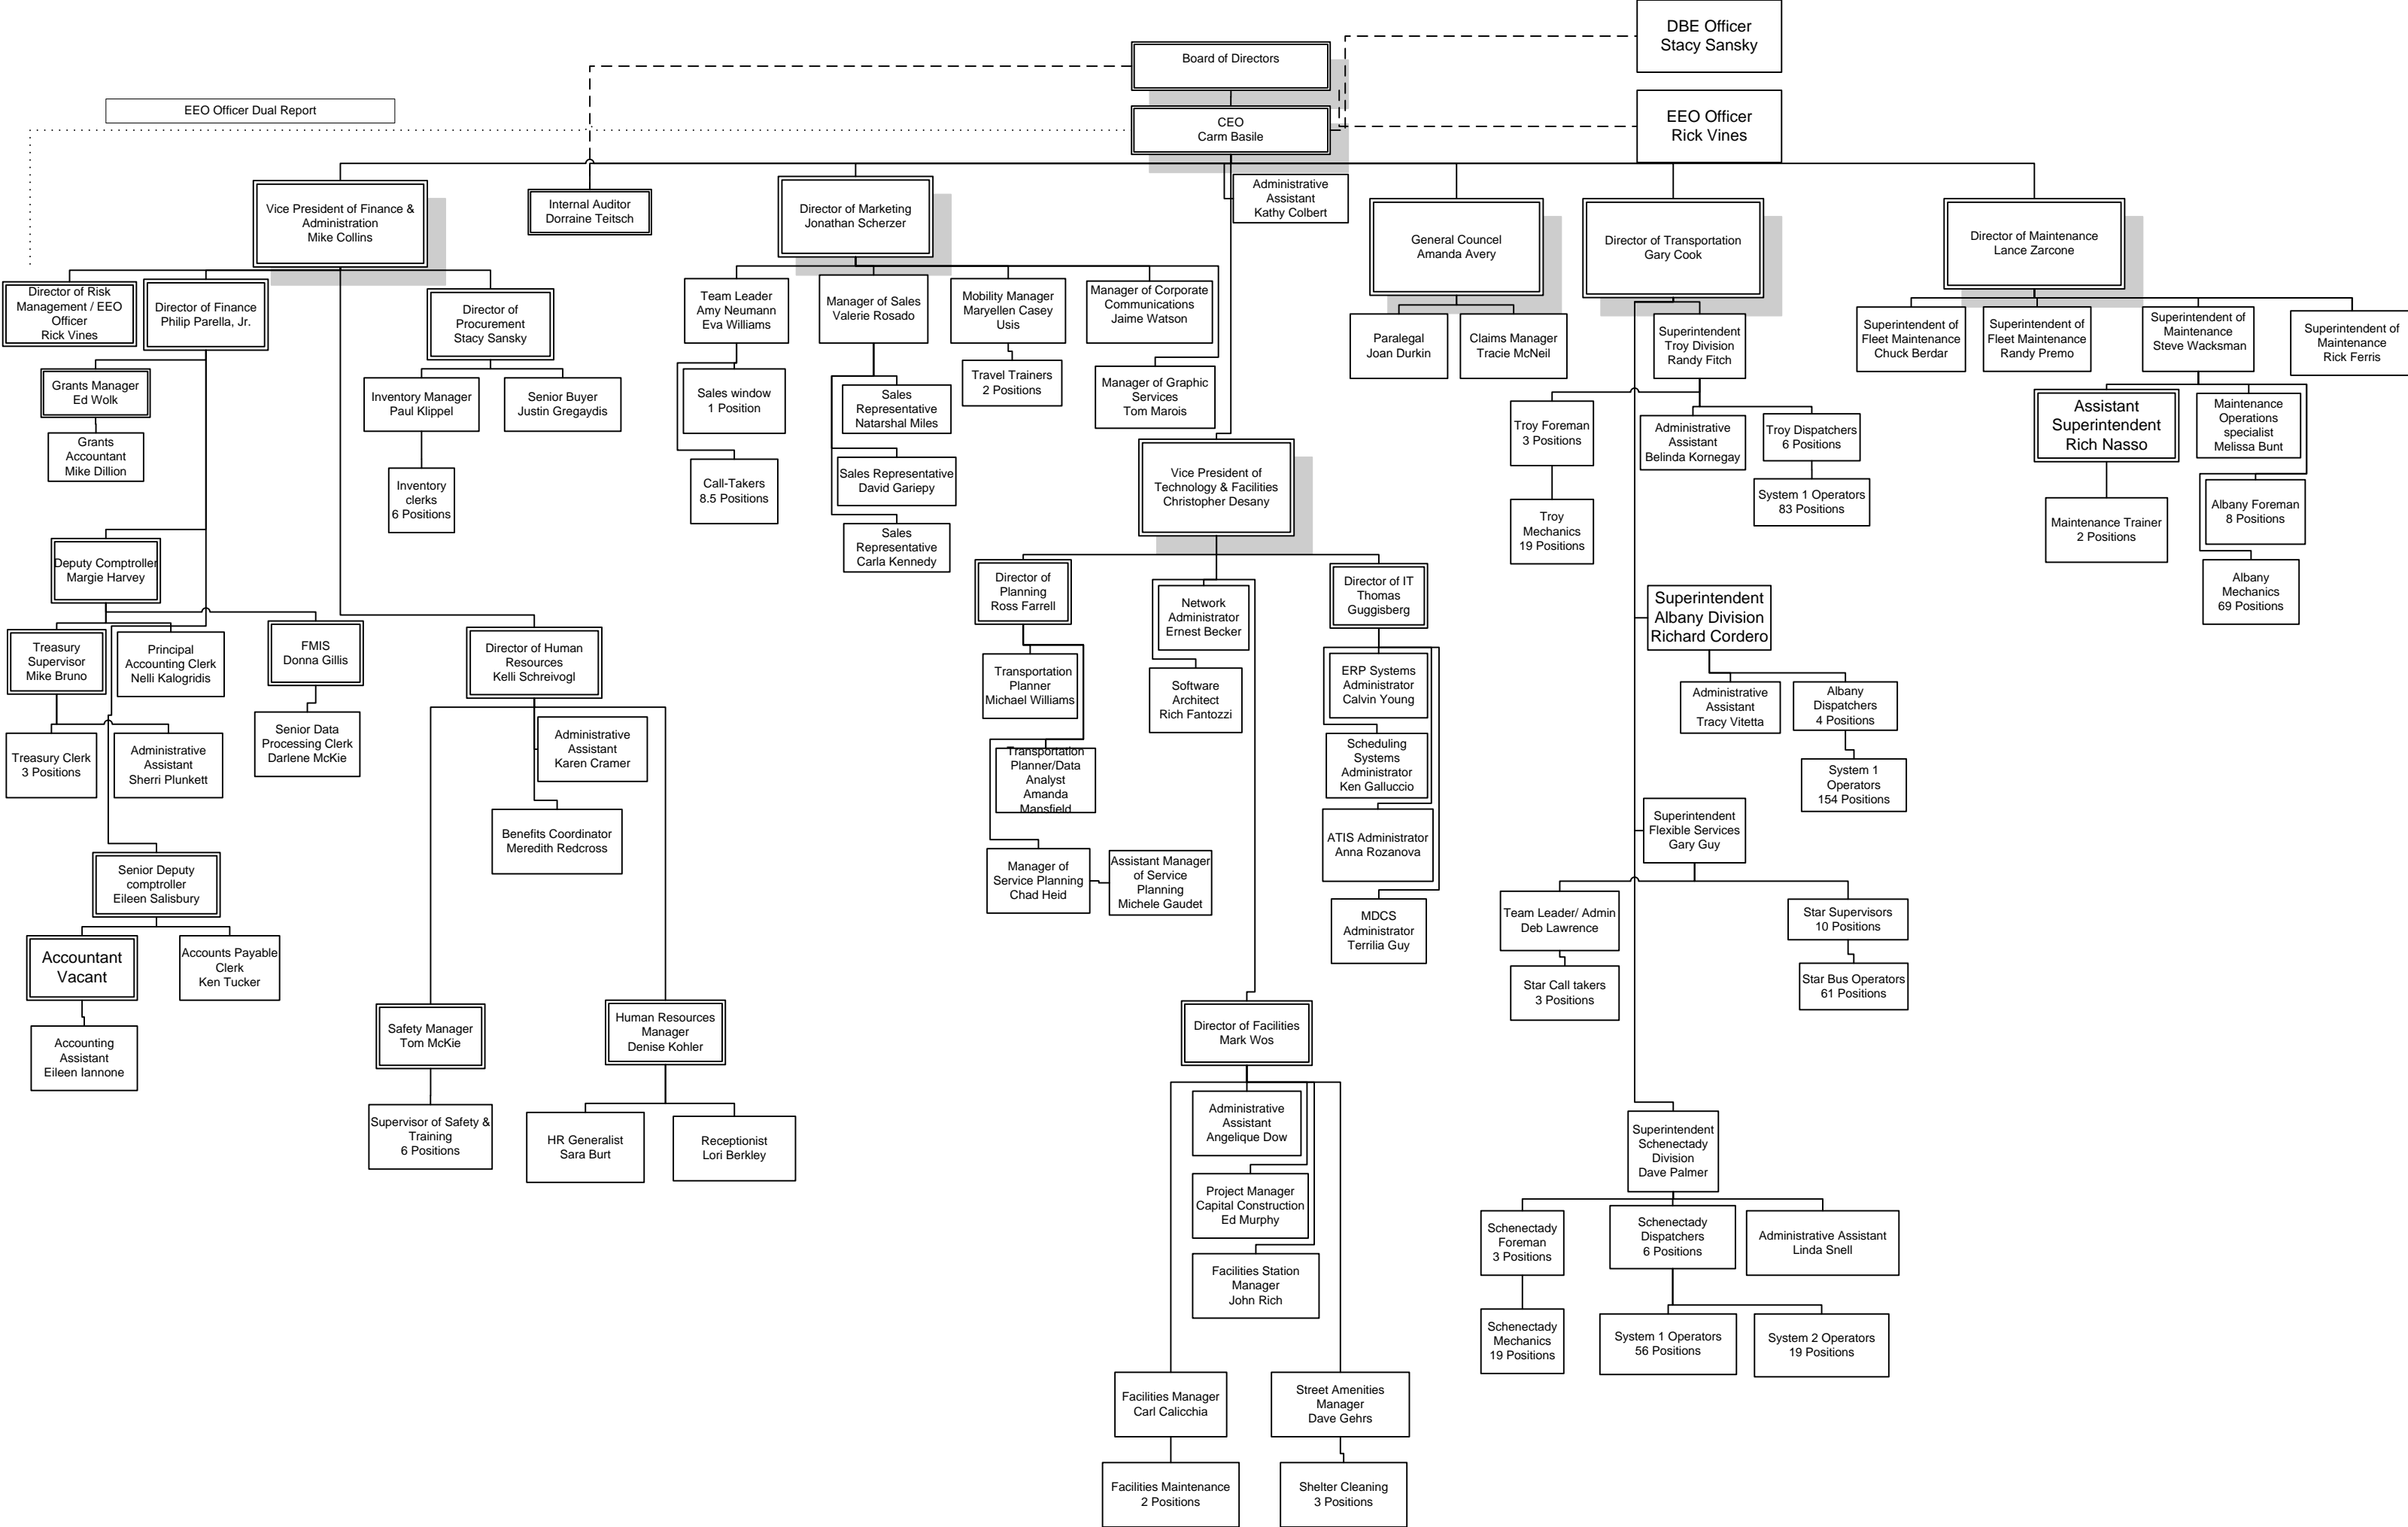 DBE Officer
Stacy Sansky
Board of Directors
EEO Officer Dual Report
CEO
Carm Basile
EEO Officer
Rick Vines
Vice President of Finance &
Administration
Mike Collins
Internal Auditor
Dorraine Teitsch
Director of Marketing
Jonathan Scherzer
Administrative
Assistant
Kathy Colbert
General Councel
Amanda Avery
Director of Transportation
Gary Cook
Director of Maintenance
Lance Zarcone
Director of Risk
Management / EEO
Officer
Rick Vines
Director of Finance
Philip Parella, Jr.
Director of
Procurement
Stacy Sansky
Team Leader
Amy Neumann
Eva Williams
Manager of Sales
Valerie Rosado
Mobility Manager
Maryellen Casey
Usis
Manager of Corporate
Communications
Jaime Watson
Paralegal
Joan Durkin
Claims Manager
Tracie McNeil
Superintendent
Troy Division
Randy Fitch
Superintendent of
Fleet Maintenance
Chuck Berdar
Superintendent of
Fleet Maintenance
Randy Premo
Superintendent of
Maintenance
Steve Wacksman
Superintendent of
Maintenance
Rick Ferris
Grants Manager
Ed Wolk
Inventory Manager
Paul Klippel
Senior Buyer
Justin Gregaydis
Sales window
1 Position
Sales
Representative
Natarshal Miles
Travel Trainers
2 Positions
Manager of Graphic
Services
Tom Marois
Troy Foreman
3 Positions
Administrative
Assistant
Belinda Kornegay
Troy Dispatchers
6 Positions
Assistant
Superintendent
Rich Nasso
Maintenance
Operations
specialist
Melissa Bunt
Grants
Accountant
Mike Dillion
Inventory
clerks
6 Positions
Call-Takers
8.5 Positions
Sales Representative
David Gariepy
Vice President of
Technology & Facilities
Christopher Desany
System 1 Operators
83 Positions
Albany Foreman
8 Positions
Troy
Mechanics
19 Positions
Maintenance Trainer
2 Positions
Sales
Representative
Carla Kennedy
Deputy Comptroller
Margie Harvey
Director of
Planning
Ross Farrell
Network
Administrator
Ernest Becker
Director of IT
Thomas
Guggisberg
Superintendent
Albany Division
Richard Cordero
Albany
Mechanics
69 Positions
Treasury
Supervisor
Mike Bruno
Principal
Accounting Clerk
Nelli Kalogridis
FMIS
Donna Gillis
Director of Human
Resources
Kelli Schreivogl
Transportation
Planner
Michael Williams
Software
Architect
Rich Fantozzi
ERP Systems
Administrator
Calvin Young
Administrative
Assistant
Tracy Vitetta
Albany
Dispatchers
4 Positions
Treasury Clerk
3 Positions
Administrative
Assistant
Sherri Plunkett
Senior Data
Processing Clerk
Darlene McKie
Administrative
Assistant
Karen Cramer
Transportation
Planner/Data
Analyst
Amanda
Mansfield
Scheduling
Systems
Administrator
Ken Galluccio
System 1
Operators
154 Positions
Benefits Coordinator
Meredith Redcross
ATIS Administrator
Anna Rozanova
Superintendent
Flexible Services
Gary Guy
Senior Deputy
comptroller
Eileen Salisbury
Manager of
Service Planning
Chad Heid
Assistant Manager
of Service
Planning
Michele Gaudet
MDCS
Administrator
Terrilia Guy
Team Leader/ Admin
Deb Lawrence
Star Supervisors
10 Positions
Accountant
Vacant
Accounts Payable
Clerk
Ken Tucker
Star Call takers
3 Positions
Star Bus Operators
61 Positions
Accounting
Assistant
Eileen Iannone
Safety Manager
Tom McKie
Human Resources
Manager
Denise Kohler
Director of Facilities
Mark Wos
Supervisor of Safety &
Training
6 Positions
HR Generalist
Sara Burt
Receptionist
Lori Berkley
Administrative
Assistant
Angelique Dow
Superintendent
Schenectady
Division
Dave Palmer
Project Manager
Capital Construction
Ed Murphy
Schenectady
Foreman
3 Positions
Schenectady
Dispatchers
6 Positions
Administrative Assistant
Linda Snell
Facilities Station
Manager
John Rich
Schenectady
Mechanics
19 Positions
System 1 Operators
56 Positions
System 2 Operators
19 Positions
Facilities Manager
Carl Calicchia
Street Amenities
Manager
Dave Gehrs
Facilities Maintenance
2 Positions
Shelter Cleaning
3 Positions